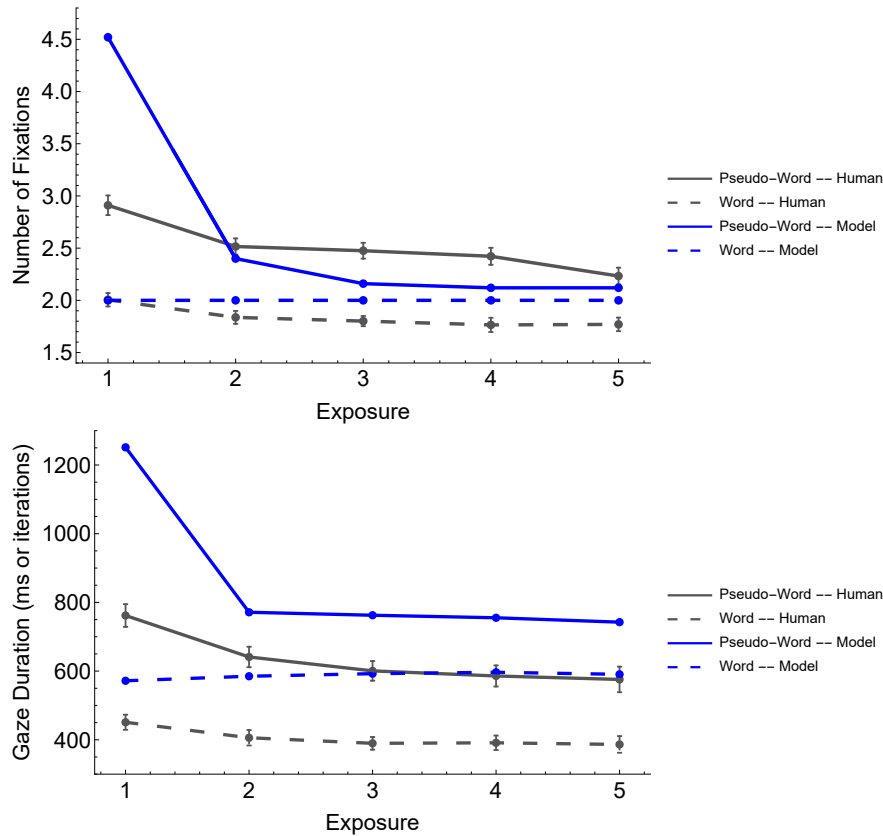 Number of Fixations
4.5
4.0
3.5
3.0
2.5
2.0
1.5
1 2 3 4 5
Exposure
Pseudo-Word -- Human
Word -- Human
Pseudo-Word -- Model
Word -- Model
Gaze Duration (ms or iterations)
1200
1000
800
600
400
1 2 3 4 5
Exposure
Pseudo-Word -- Human
Word -- Human
Pseudo-Word -- Model
Word -- Model